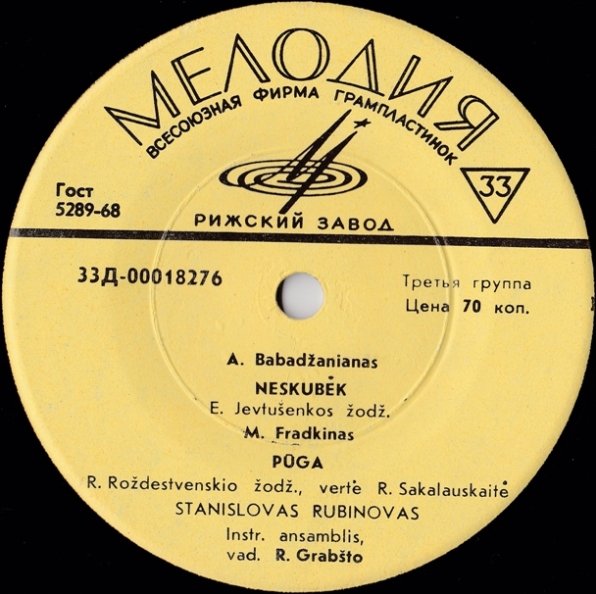 МЕЛОДИЯ
ВСЕСОЮЗНАЯ ФИРМА ГРАМПЛАСТИНОК
33
Гост
5289-68
РИЖСКИЙ ЗАВОД
33Д-00018276
Третья группа
Цена 70 коп.
A. Babadžanianas
NESKUBĖK
E. Jevtušenkos žodž.
M. Fradkinas
PŪGA
R. Roždestvenskio žodž., vertė R. Sakalauskaitė
STANISLOVAS RUBINOVAS
Instr. ansamblis,
vad. R. Grabšto